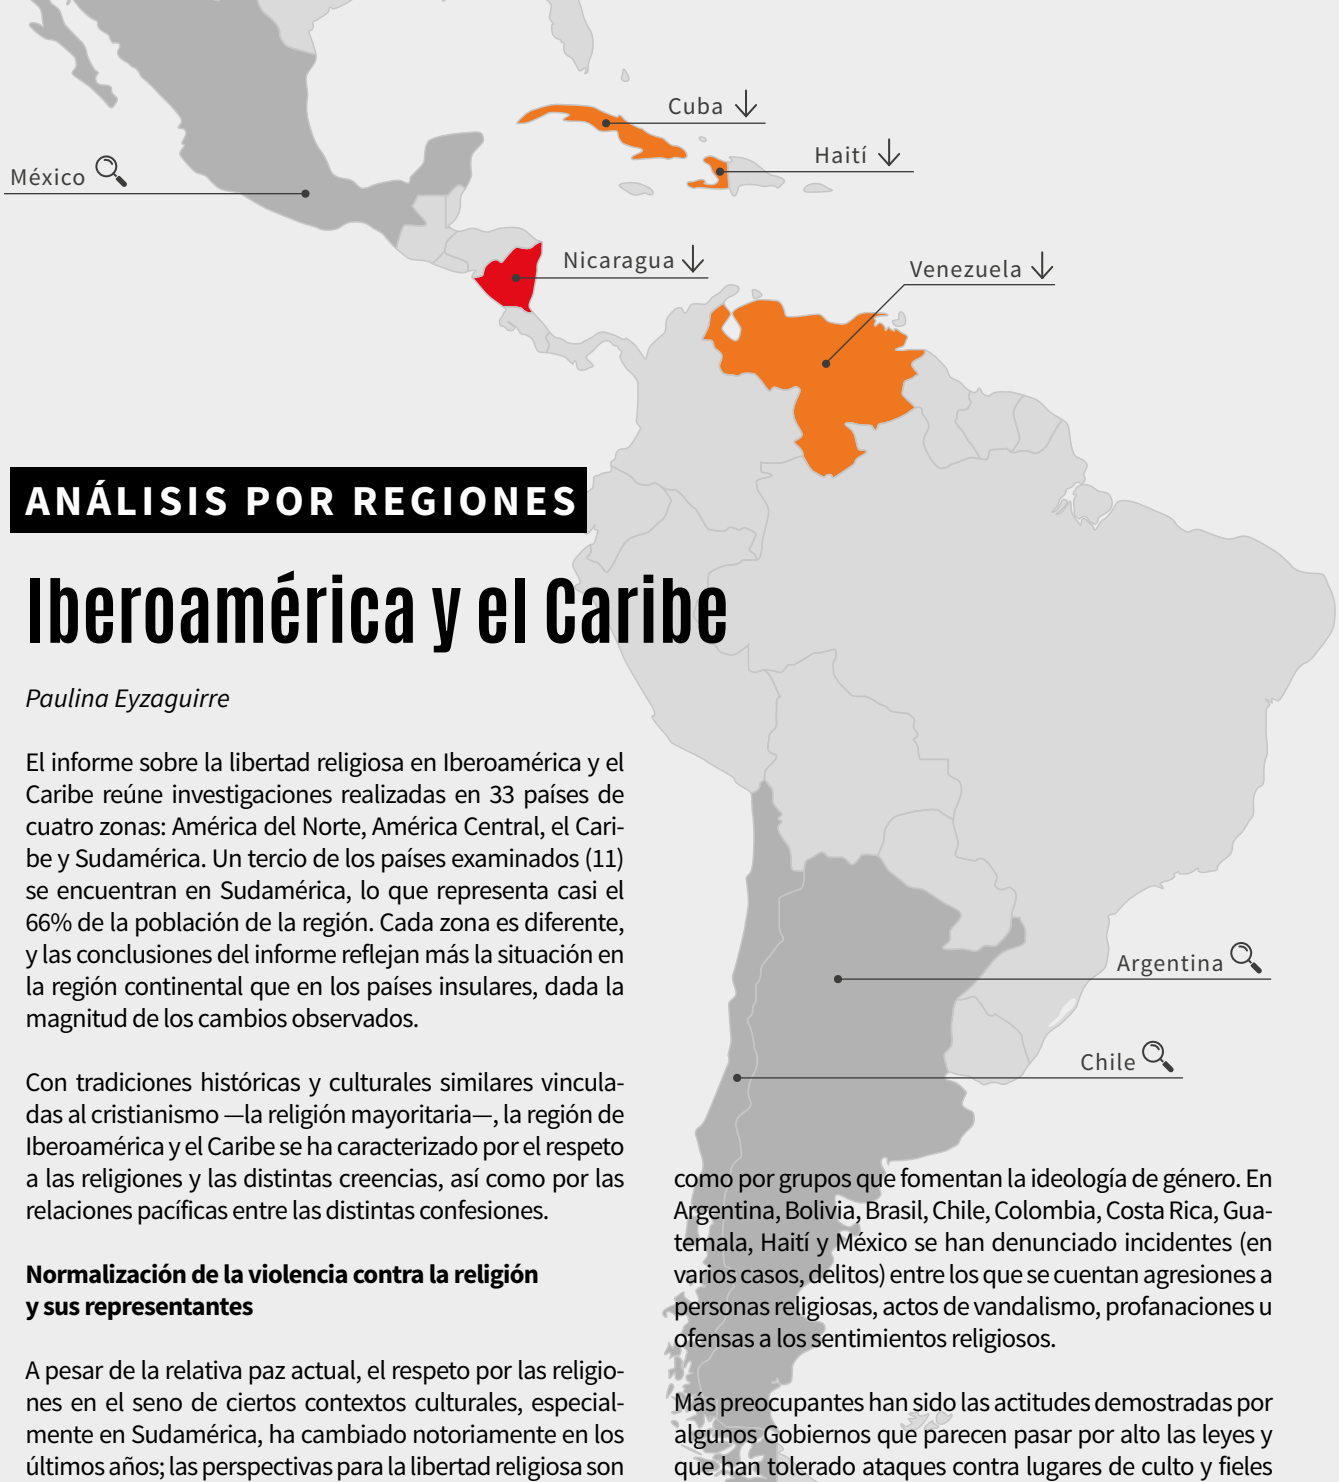 Cuba
Haití
México
Nicaragua
Venezuela
ANÁLISIS POR REGIONES
Iberoamérica y el Caribe
Paulina Eyzaguirre
El informe sobre la libertad religiosa en Iberoamérica y el
Caribe reúne investigaciones realizadas en 33 países de
cuatro zonas: América del Norte, América Central, el Cari-
be y Sudamérica. Un tercio de los países examinados (11)
se encuentran en Sudamérica, lo que representa casi el
66% de la población de la región. Cada zona es diferente,
y las conclusiones del informe reflejan más la situación en
la región continental que en los países insulares, dada la
magnitud de los cambios observados.
Con tradiciones históricas y culturales similares vincula-
das al cristianismo —la religión mayoritaria—, la región de
Iberoamérica y el Caribe se ha caracterizado por el respeto
a las religiones y las distintas creencias, así como por las
relaciones pacíficas entre las distintas confesiones.
Normalización de la violencia contra la religión
y sus representantes
A pesar de la relativa paz actual, el respeto por las religio-
nes en el seno de ciertos contextos culturales, especial-
mente en Sudamérica, ha cambiado notoriamente en los
últimos años; las perspectivas para la libertad religiosa son
Argentina
Chile
como por grupos que fomentan la ideología de género. En
Argentina, Bolivia, Brasil, Chile, Colombia, Costa Rica, Gua-
temala, Haití y México se han denunciado incidentes (en
varios casos, delitos) entre los que se cuentan agresiones a
personas religiosas, actos de vandalismo, profanaciones u
ofensas a los sentimientos religiosos.
Más preocupantes han sido las actitudes demostradas por
algunos Gobiernos que parecen pasar por alto las leyes y
que han tolerado ataques contra lugares de culto y fieles